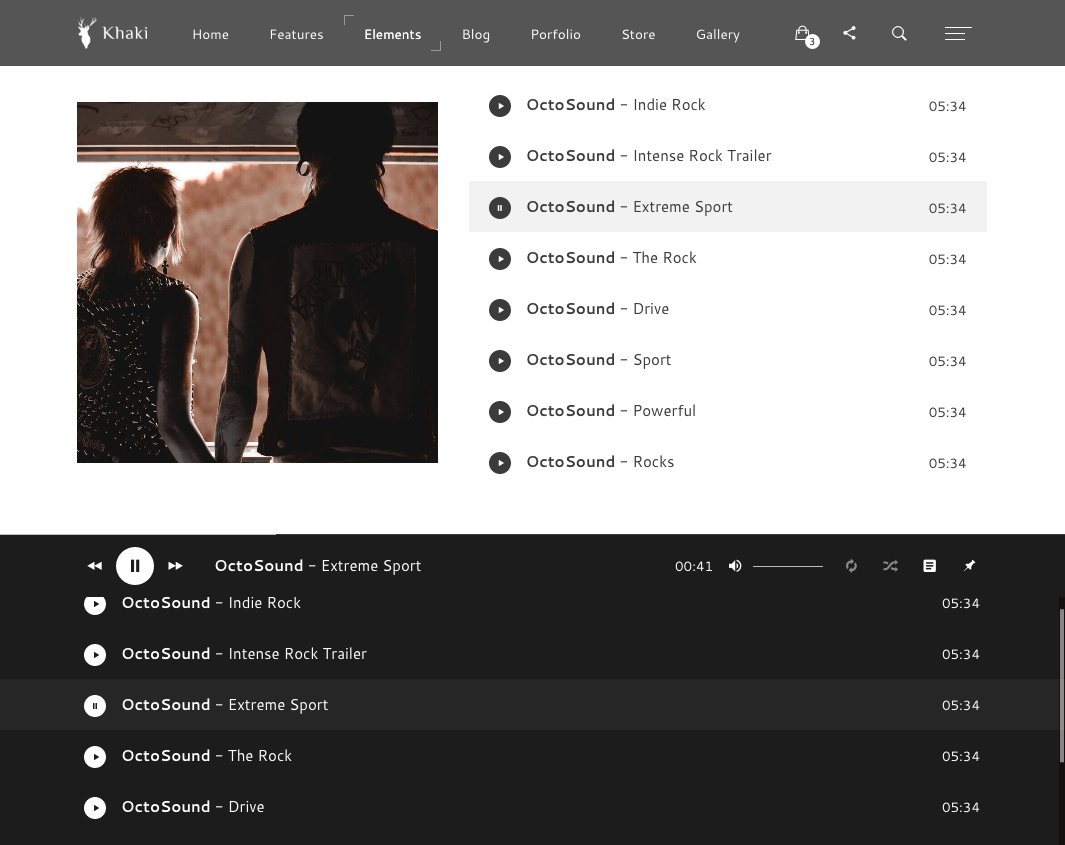 Khaki Home Features Elements Blog Porfolio Store Gallery 3
OctoSound - Indie Rock 05:34
OctoSound - Intense Rock Trailer 05:34
OctoSound - Extreme Sport 05:34
OctoSound - The Rock 05:34
OctoSound - Drive 05:34
OctoSound - Sport 05:34
OctoSound - Powerful 05:34
OctoSound - Rocks 05:34
OctoSound - Extreme Sport 00:41
OctoSound - Indie Rock 05:34
OctoSound - Intense Rock Trailer 05:34
OctoSound - Extreme Sport 05:34
OctoSound - The Rock 05:34
OctoSound - Drive 05:34